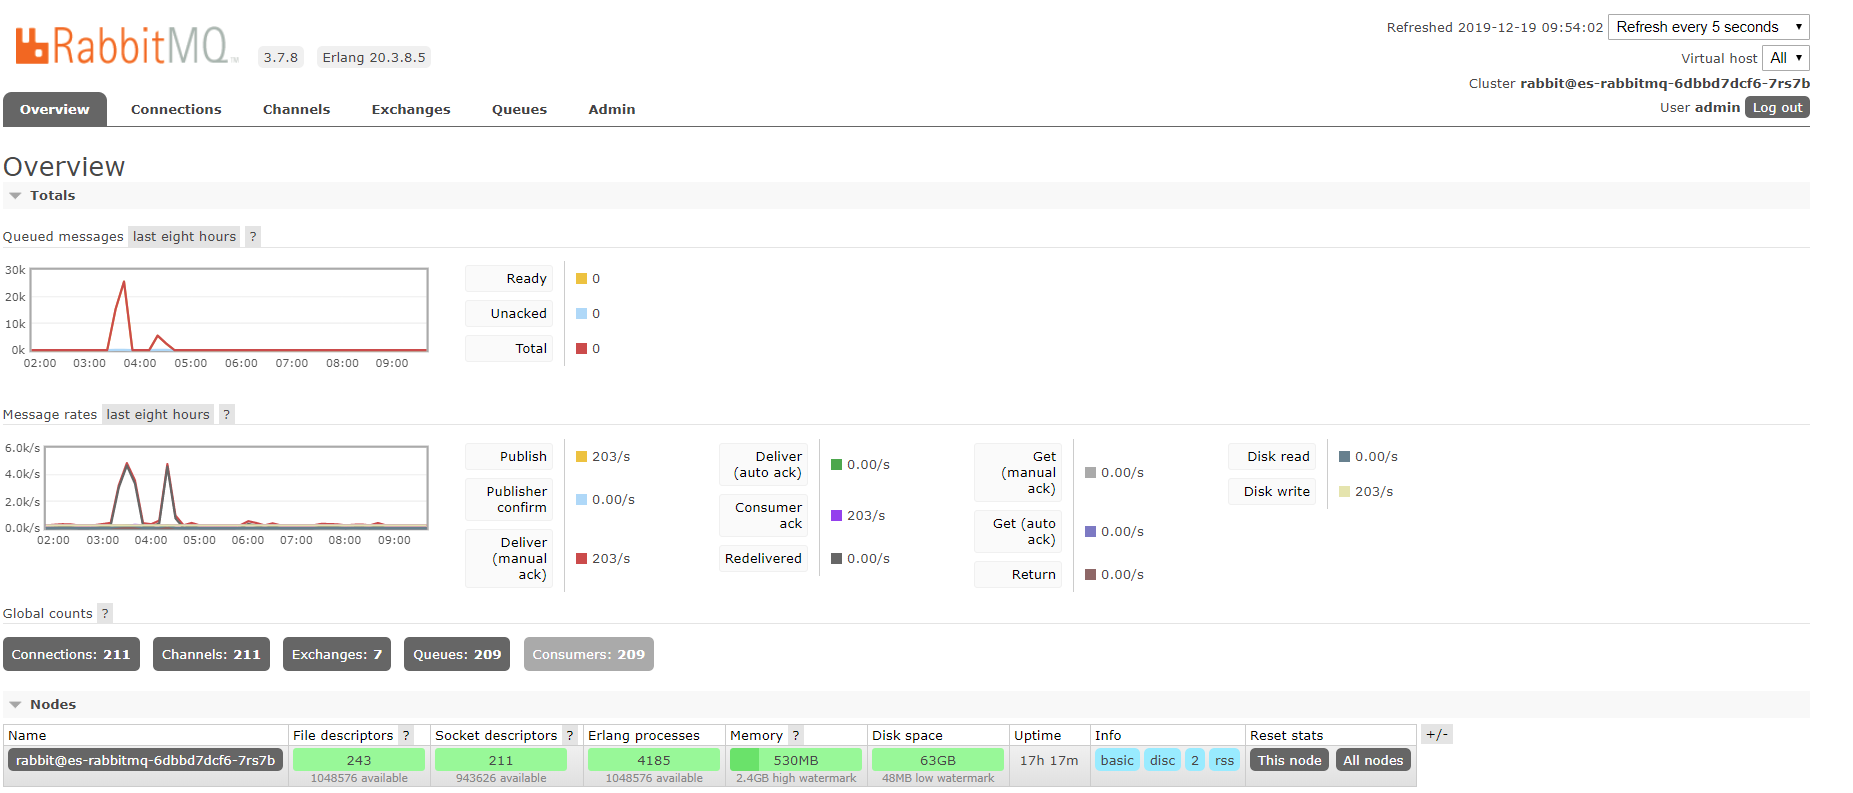 RabbitMQ TM 3.7.8 Erlang 20.3.8.5
Refreshed 2019-12-19 09:54:02 Refresh every 5 seconds
Virtual host All
Cluster rabbit@es-rabbitmq-6dbbd7dcf6-7rs7b
User admin Log out
Overview Connections Channels Exchanges Queues Admin
Overview
Totals
Queued messages last eight hours ?
30k
20k
10k
0k
02:00 03:00 04:00 05:00 06:00 07:00 08:00 09:00
Ready 0
Unacked 0
Total 0
Message rates last eight hours ?
6.0k/s
4.0k/s
2.0k/s
0.0k/s
02:00 03:00 04:00 05:00 06:00 07:00 08:00 09:00
Publish 203/s
Publisher
confirm 0.00/s
Deliver
(manual
ack) 203/s
Deliver
(auto ack) 0.00/s
Consumer
ack 203/s
Redelivered 0.00/s
Get
(manual
ack) 0.00/s
Get (auto
ack) 0.00/s
Return 0.00/s
Disk read 0.00/s
Disk write 203/s
Global counts ?
Connections: 211 Channels: 211 Exchanges: 7 Queues: 209 Consumers: 209
Nodes
Name File descriptors ? Socket descriptors ? Erlang processes Memory ? Disk space Uptime Info Reset stats +/-
rabbit@es-rabbitmq-6dbbd7dcf6-7rs7b 243 211 4185 530MB 63GB 17h 17m basic disc 2 rss This node All nodes
1048576 available 943626 available 1048576 available 2.4GB high watermark 48MB low watermark